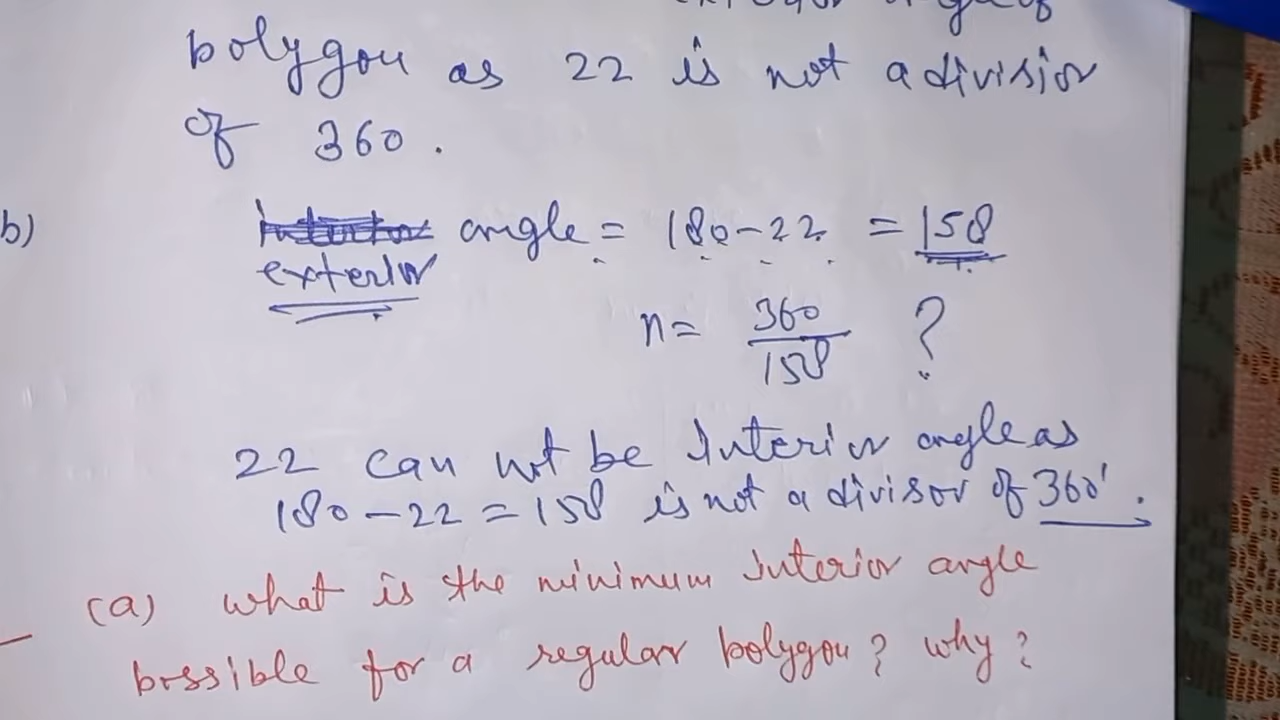 polygon as 22 is not a division
of 360.
b)
angle = 180-22 = 158
exterior
n = 360/158 ?
22 can not be Interior angle as
180-22 = 158 is not a divisor of 360'.
(a) what is the minimum interior angle
possible for a regular polygon? why?